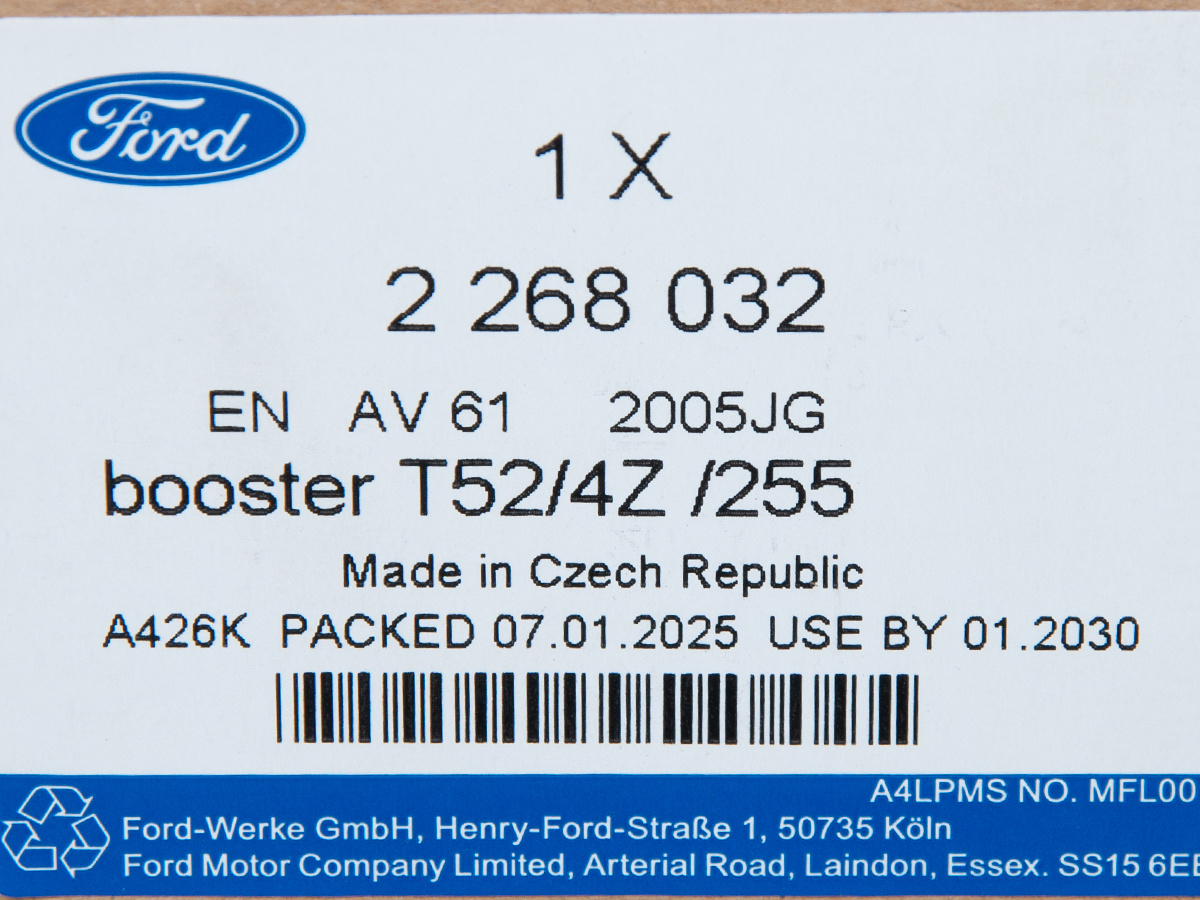 Ford
1 X
2 268 032
EN AV 61 2005JG
booster T52/4Z /255
Made in Czech Republic
A426K PACKED 07.01.2025 USE BY 01.2030
A4LPMS NO. MFL00
Ford-Werke GmbH, Henry-Ford-Straße 1, 50735 Köln
Ford Motor Company Limited, Arterial Road, Laindon, Essex. SS15 6EE